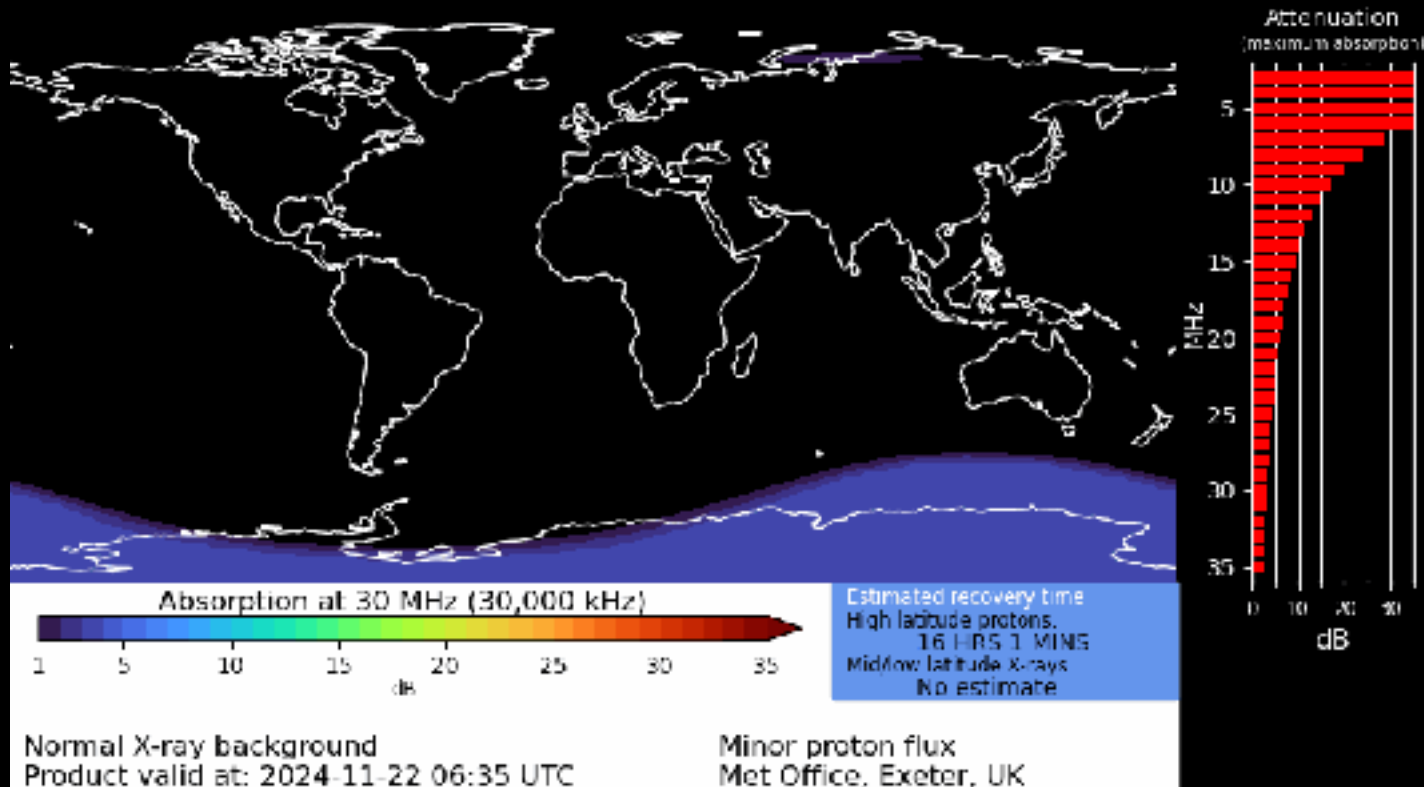 Attenuation
(maximum absorption)
5
10
15
20
25
30
35
MHz
0 10 20 30
dB
Absorption at 30 MHz (30,000 kHz)
1 5 10 15 20 25 30 35
dB
Estimated recovery time
High latitude protons.
16 HRS 1 MINS
Mid/low latitude X-rays
No estimate
Normal X-ray background
Product valid at: 2024-11-22 06:35 UTC
Minor proton flux
Met Office, Exeter, UK